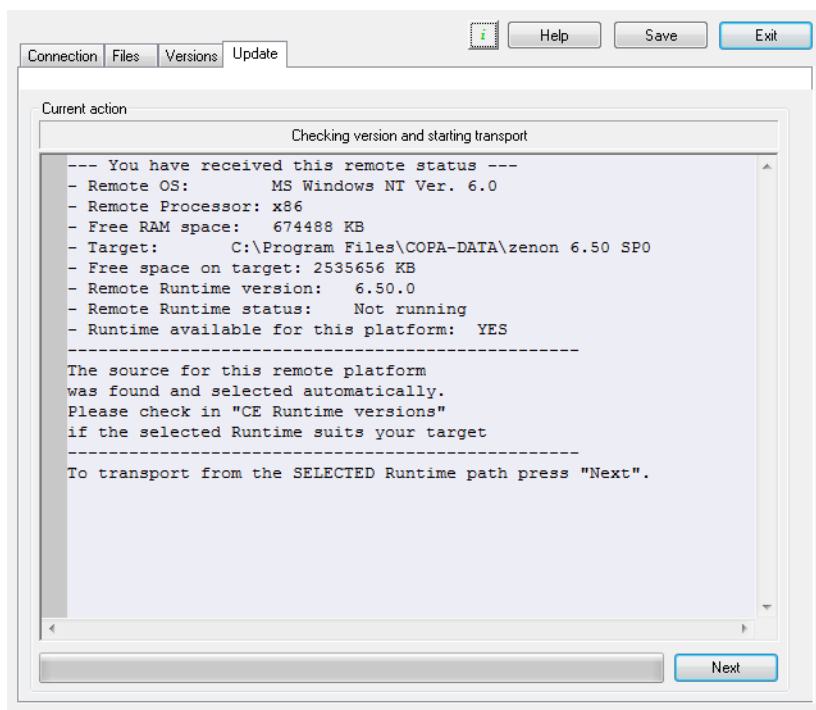 i Help Save Exit
Connection Files Versions Update
Current action
Checking version and starting transport
--- You have received this remote status ---
- Remote OS: MS Windows NT Ver. 6.0
- Remote Processor: x86
- Free RAM space: 674488 KB
- Target: C:\Program Files\COPA-DATA\zenon 6.50 SP0
- Free space on target: 2535656 KB
- Remote Runtime version: 6.50.0
- Remote Runtime status: Not running
- Runtime available for this platform: YES
-----------------------------------------------------
The source for this remote platform
was found and selected automatically.
Please check in "CE Runtime versions"
if the selected Runtime suits your target
-----------------------------------------------------
To transport from the SELECTED Runtime path press "Next".
Next